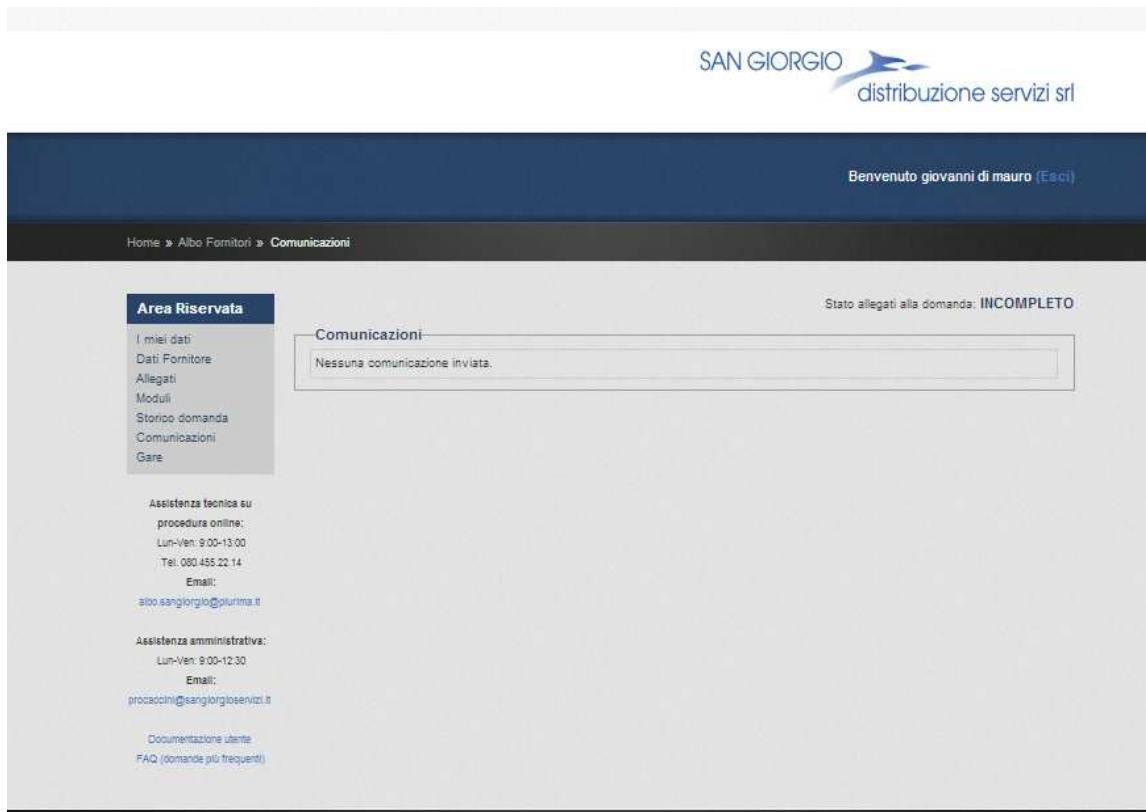 SAN GIORGIO
distribuzione servizi srl
Benvenuto giovanni di mauro (Esci)
Home » Albo Fornitori » Comunicazioni
Area Riservata
I miei dati
Dati Fornitore
Allegati
Moduli
Storico domanda
Comunicazioni
Gare
Assistenza tecnica su
procedura online:
Lun-Ven: 9:00-13:00
Tel. 080.455.22.14
Email:
albo.sangiorgio@plurima.it
Assistenza amministrativa:
Lun-Ven: 9:00-12:30
Email:
procaccini@sangiorgioservizi.it
Documentazione utente
FAQ (domande più frequenti)
Stato allegati alla domanda: INCOMPLETO
Comunicazioni
Nessuna comunicazione inviata.